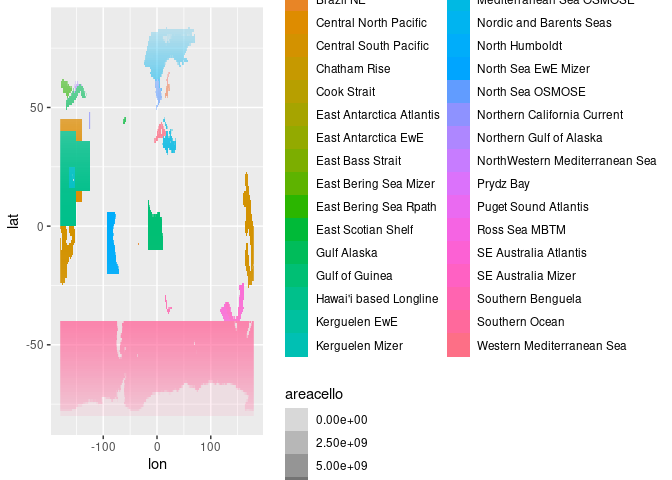 Brazil NE
Mediterranean Sea OSMOSE
Central North Pacific
Nordic and Barents Seas
Central South Pacific
North Humboldt
Chatham Rise
North Sea EwE Mizer
Cook Strait
North Sea OSMOSE
East Antarctica Atlantis
Northern California Current
East Antarctica EwE
Northern Gulf of Alaska
East Bass Strait
NorthWestern Mediterranean Sea
East Bering Sea Mizer
Prydz Bay
East Bering Sea Rpath
Puget Sound Atlantis
East Scotian Shelf
Ross Sea MBTM
Gulf Alaska
SE Australia Atlantis
Gulf of Guinea
SE Australia Mizer
Hawai'i based Longline
Southern Benguela
Kerguelen EwE
Southern Ocean
Kerguelen Mizer
Western Mediterranean Sea
areacello
0.00e+00
2.50e+09
5.00e+09
lat
50
0
-50
-100
0
100
lon